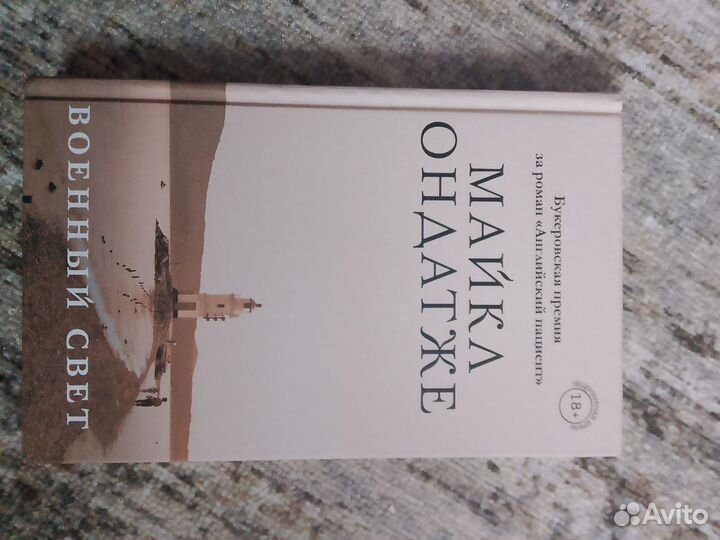 Букеровская премия
за роман «Английский пациент»
МАЙКЛ
ОНДАТЖЕ
18+
ВОЕННЫЙ СВЕТ
Avito